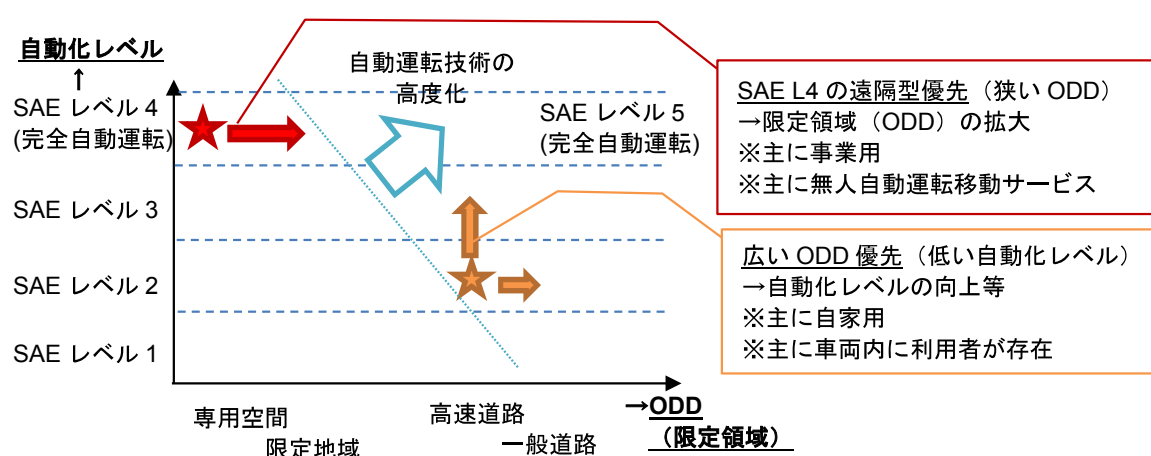 自動化レベル
↑
SAE レベル 4
(完全自動運転)
SAE レベル 3
SAE レベル 2
SAE レベル 1
自動運転技術の
高度化
SAE レベル 5
(完全自動運転)
SAE L4 の遠隔型優先（狭い ODD）
→限定領域（ODD）の拡大
※主に事業用
※主に無人自動運転移動サービス
広い ODD 優先（低い自動化レベル）
→自動化レベルの向上等
※主に自家用
※主に車両内に利用者が存在
専用空間
限定地域
高速道路
一般道路
→ODD
（限定領域）